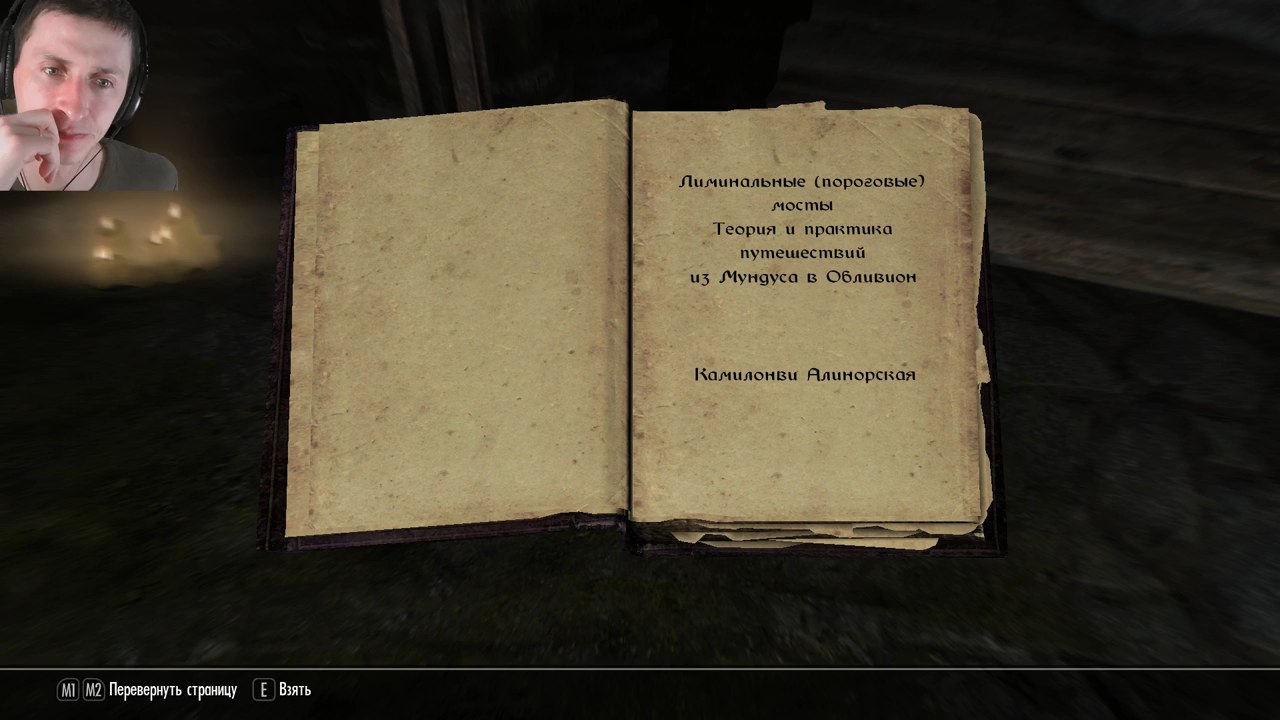 Лиминальные (пороговые)
мосты
Теория и практика
путешествий
из Мундуса в Обливион
Камилонви Алинорская
M1 M2 Перевернуть страницу E Взять